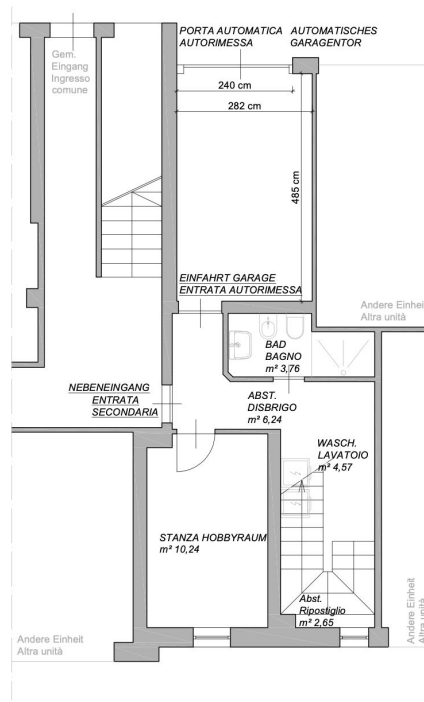 PORTA AUTOMATICA
AUTORIMESSA
AUTOMATISCHES
GARAGENTOR
Gem.
Eingang
Ingresso
comune
240 cm
282 cm
485 cm
EINFAHRT GARAGE
ENTRATA AUTORIMESSA
Andere Einheit
Altra unità
BAD
BAGNO
m² 3,76
NEBENEINGANG
ENTRATA
SECONDARIA
ABST.
DISBRIGO
m² 6,24
WASCH.
LAVATOIO
m² 4,57
STANZA HOBBYRAUM
m² 10,24
Abst.
Ripostiglio
m² 2,65
Andere Einheit
Altra unità
Andere Einheit
Altra unità